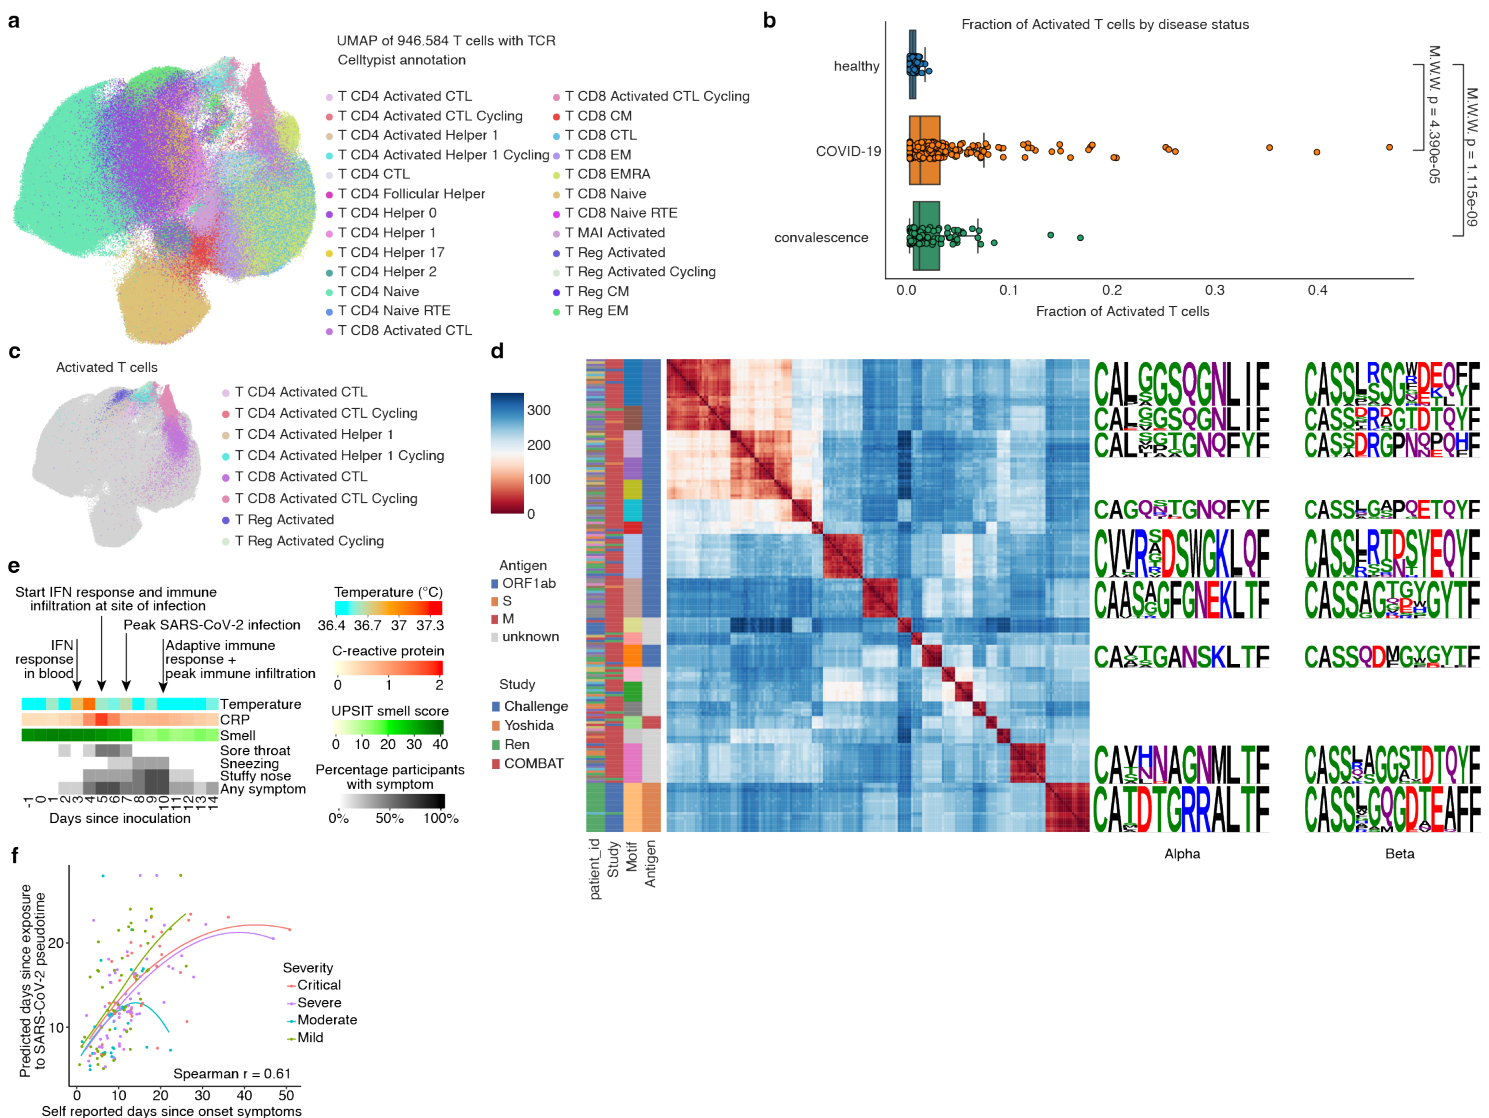 a
UMAP of 946.584 T cells with TCR
Celltypist annotation
T CD4 Activated CTL
T CD4 Activated CTL Cycling
T CD4 Activated Helper 1
T CD4 Activated Helper 1 Cycling
T CD4 CTL
T CD4 Follicular Helper
T CD4 Helper 0
T CD4 Helper 1
T CD4 Helper 17
T CD4 Helper 2
T CD4 Naive
T CD4 Naive RTE
T CD8 Activated CTL
T CD8 Activated CTL Cycling
T CD8 CM
T CD8 CTL
T CD8 EM
T CD8 EMRA
T CD8 Naive
T CD8 Naive RTE
T MAI Activated
T Reg Activated
T Reg Activated Cycling
T Reg CM
T Reg EM
b
Fraction of Activated T cells by disease status
healthy
COVID-19
convalescence
M.W.W. p = 4.390e-05
M.W.W. p = 1.115e-09
0.0 0.1 0.2 0.3 0.4
Fraction of Activated T cells
c
Activated T cells
T CD4 Activated CTL
T CD4 Activated CTL Cycling
T CD4 Activated Helper 1
T CD4 Activated Helper 1 Cycling
T CD8 Activated CTL
T CD8 Activated CTL Cycling
T Reg Activated
T Reg Activated Cycling
d
300
200
100
0
Antigen
ORF1ab
S
M
unknown
Study
Challenge
Yoshida
Ren
COMBAT
patient_id
Study
Motif
Antigen
Alpha
Beta
e
Start IFN response and immune
infiltration at site of infection
Peak SARS-CoV-2 infection
IFN
response
in blood
Adaptive immune
response +
peak immune infiltration
Temperature
CRP
Smell
Sore throat
Sneezing
Stuffy nose
Any symptom
-1 0 1 2 3 4 5 6 7 8 9 10 11 12 13 14
Days since inoculation
Temperature (°C)
36.4 36.7 37 37.3
C-reactive protein
0 1 2
UPSIT smell score
0 10 20 30 40
Percentage participants
with symptom
0% 50% 100%
f
Predicted days since exposure
to SARS-CoV-2 pseudotime
20
10
Severity
Critical
Severe
Moderate
Mild
Spearman r = 0.61
0 10 20 30 40 50
Self reported days since onset symptoms